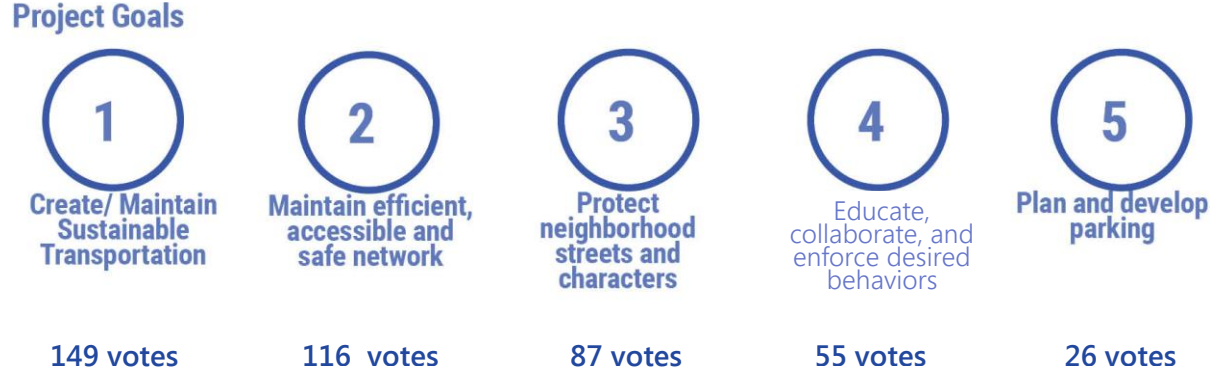 Project Goals
1
Create/ Maintain
Sustainable
Transportation
149 votes
2
Maintain efficient,
accessible and
safe network
116 votes
3
Protect
neighborhood
streets and
characters
87 votes
4
Educate,
collaborate, and
enforce desired
behaviors
55 votes
5
Plan and develop
parking
26 votes